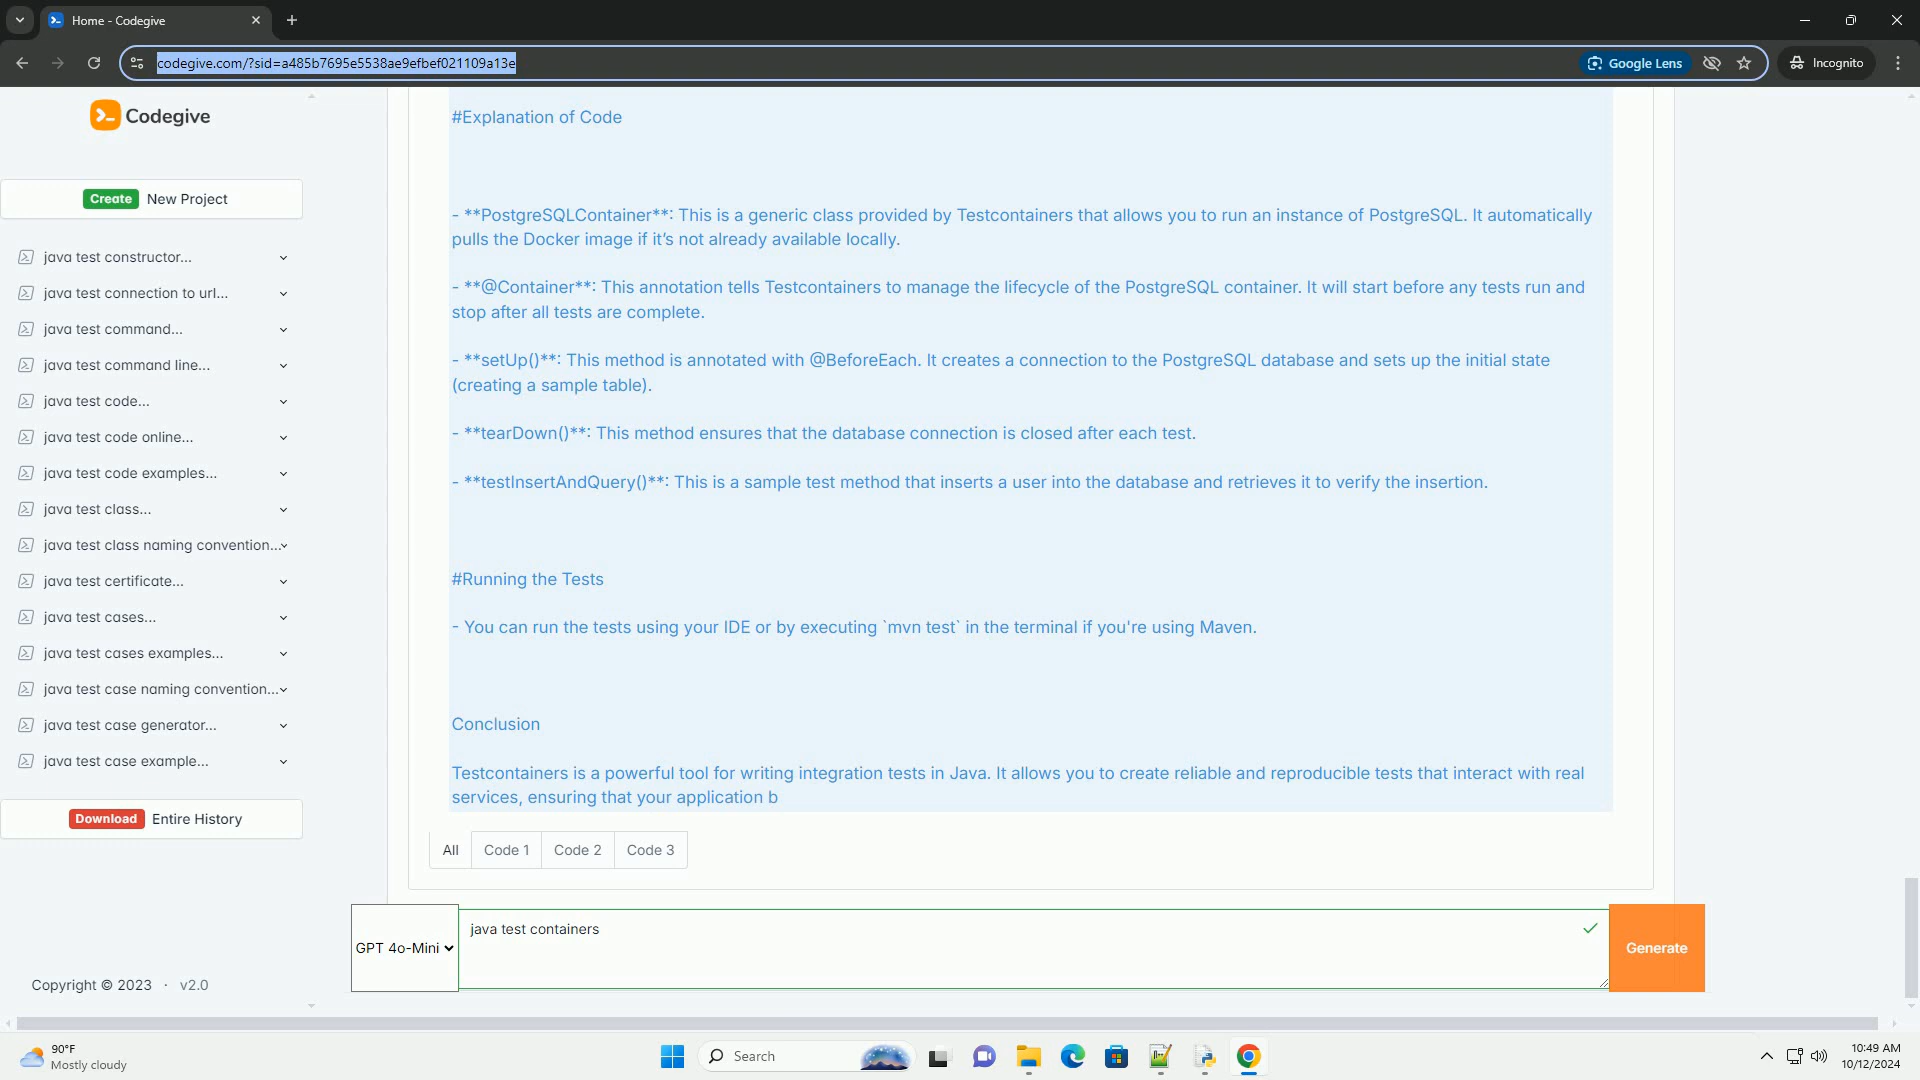 Home - Codegive
codegive.com/?sid=a485b7695e5538ae9efbef021109a13e
Google Lens
Incognito
Codegive
Create New Project
java test constructor...
java test connection to url...
java test command...
java test command line...
java test code...
java test code online...
java test code examples...
java test class...
java test class naming convention...
java test certificate...
java test cases...
java test cases examples...
java test case naming convention...
java test case generator...
java test case example...
Download Entire History
Copyright © 2023 · v2.0
#Explanation of Code
- **PostgreSQLContainer**: This is a generic class provided by Testcontainers that allows you to run an instance of PostgreSQL. It automatically
pulls the Docker image if it’s not already available locally.
- **@Container**: This annotation tells Testcontainers to manage the lifecycle of the PostgreSQL container. It will start before any tests run and
stop after all tests are complete.
- **setUp()**: This method is annotated with @BeforeEach. It creates a connection to the PostgreSQL database and sets up the initial state
(creating a sample table).
- **tearDown()**: This method ensures that the database connection is closed after each test.
- **testInsertAndQuery()**: This is a sample test method that inserts a user into the database and retrieves it to verify the insertion.
#Running the Tests
- You can run the tests using your IDE or by executing `mvn test` in the terminal if you're using Maven.
Conclusion
Testcontainers is a powerful tool for writing integration tests in Java. It allows you to create reliable and reproducible tests that interact with real
services, ensuring that your application b
All Code 1 Code 2 Code 3
GPT 4o-Mini
java test containers
Generate
90°F
Mostly cloudy
Search
10:49 AM
10/12/2024